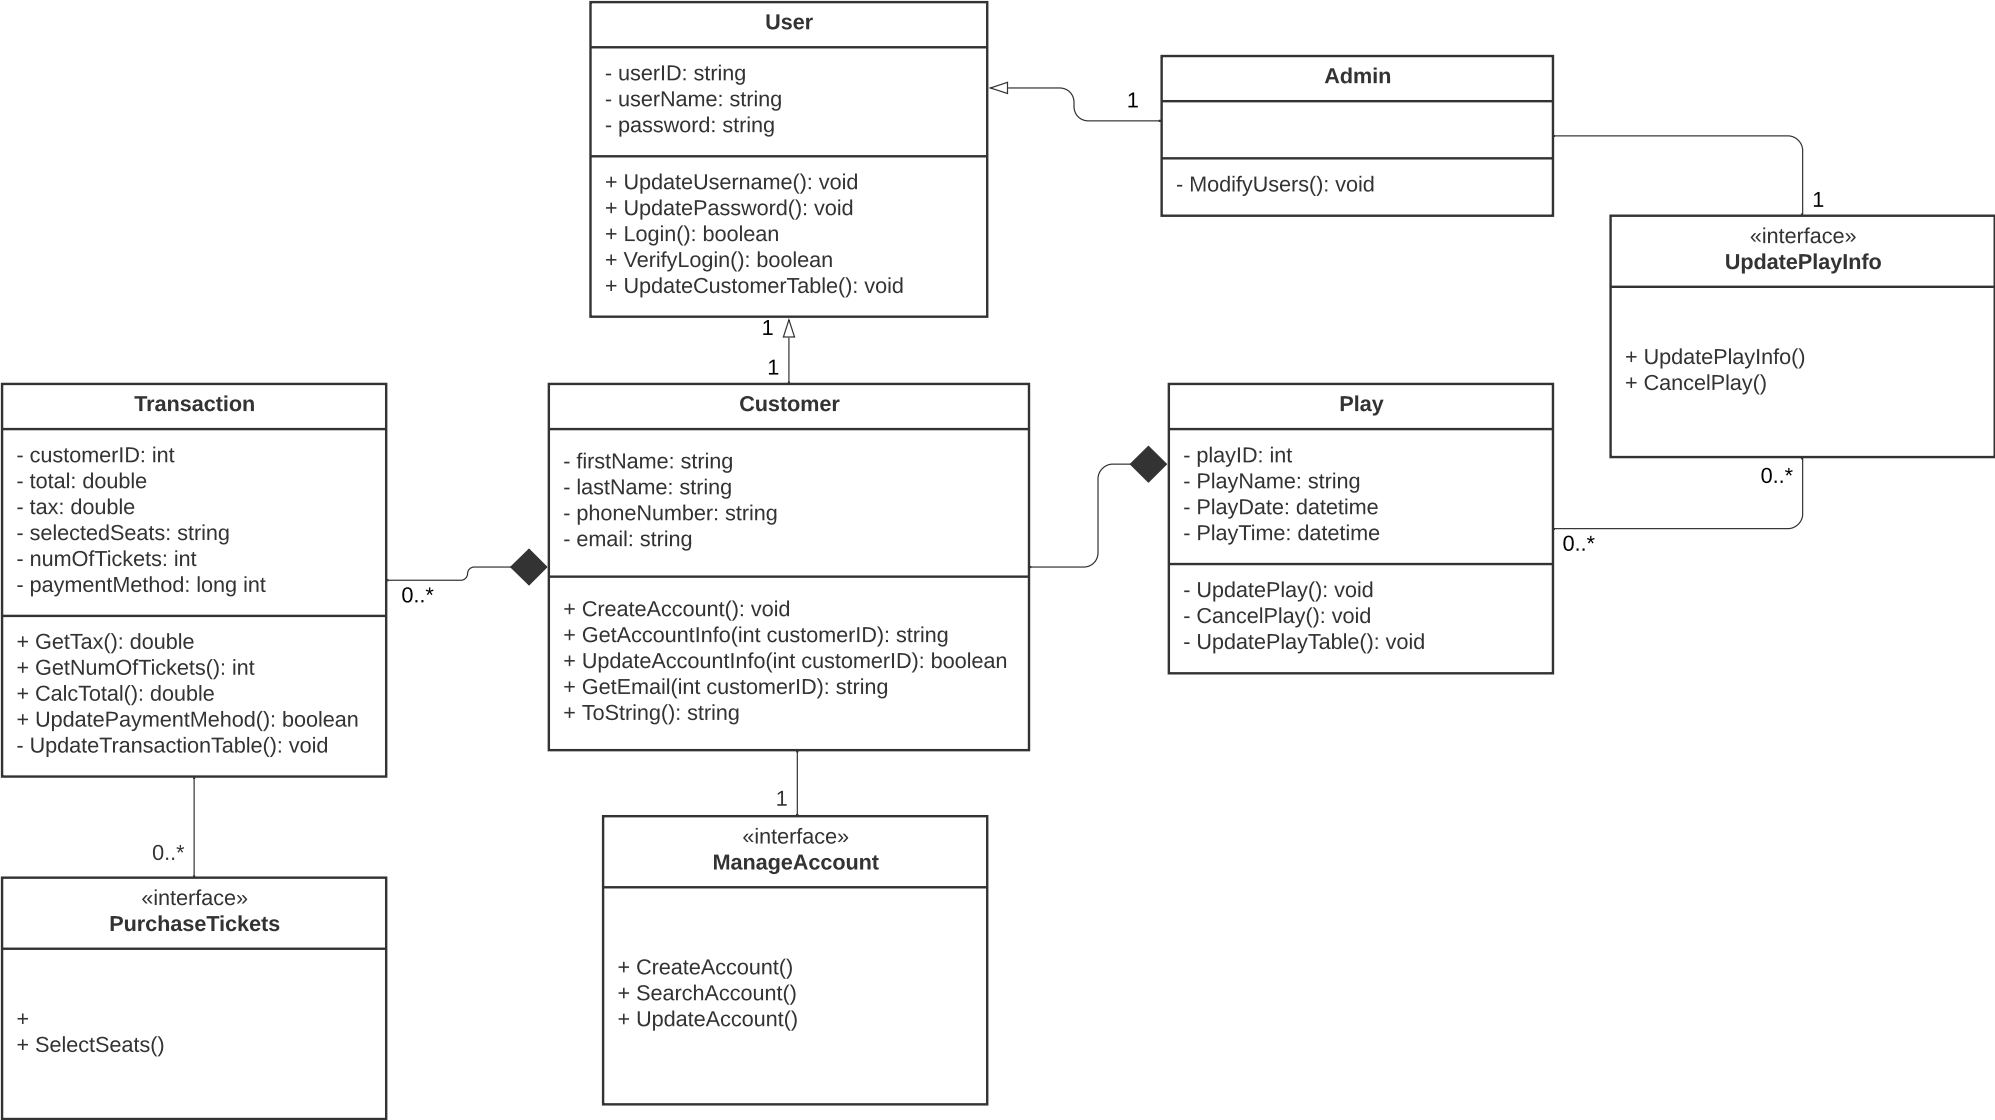 User
- userID: string
- userName: string
- password: string
+ UpdateUsername(): void
+ UpdatePassword(): void
+ Login(): boolean
+ VerifyLogin(): boolean
+ UpdateCustomerTable(): void
1
Admin
- ModifyUsers(): void
1
«interface»
UpdatePlayInfo
+ UpdatePlayInfo()
+ CancelPlay()
0..*
0..*
1
1
Transaction
- customerID: int
- total: double
- tax: double
- selectedSeats: string
- numOfTickets: int
- paymentMethod: long int
+ GetTax(): double
+ GetNumOfTickets(): int
+ CalcTotal(): double
+ UpdatePaymentMehod(): boolean
- UpdateTransactionTable(): void
0..*
Customer
- firstName: string
- lastName: string
- phoneNumber: string
- email: string
+ CreateAccount(): void
+ GetAccountInfo(int customerID): string
+ UpdateAccountInfo(int customerID): boolean
+ GetEmail(int customerID): string
+ ToString(): string
Play
- playID: int
- PlayName: string
- PlayDate: datetime
- PlayTime: datetime
- UpdatePlay(): void
- CancelPlay(): void
- UpdatePlayTable(): void
0..*
«interface»
PurchaseTickets
+
+ SelectSeats()
1
«interface»
ManageAccount
+ CreateAccount()
+ SearchAccount()
+ UpdateAccount()